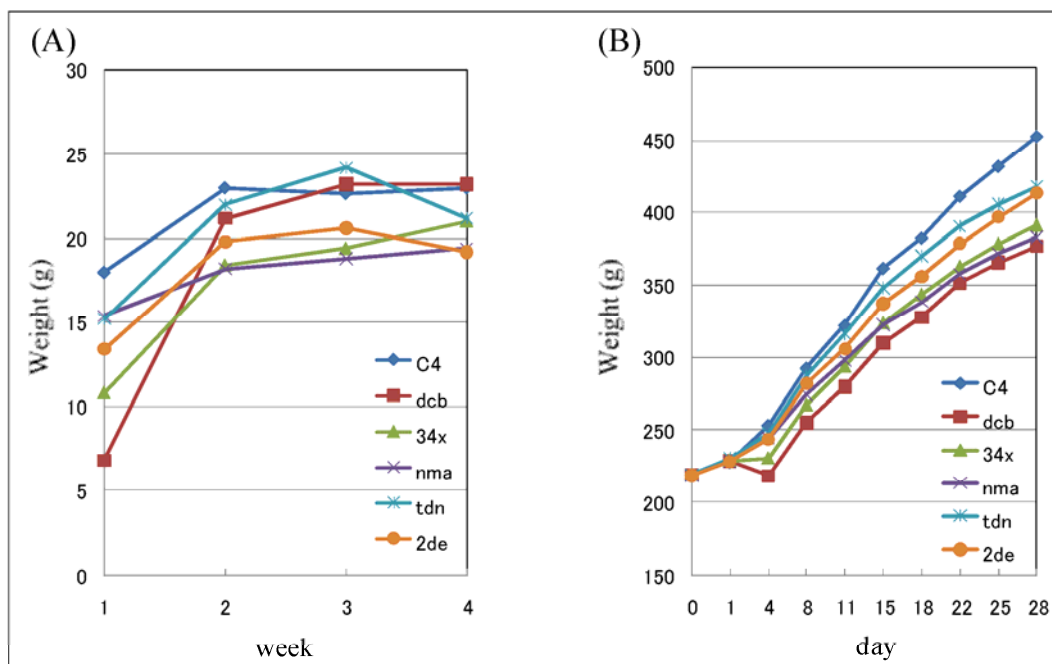 (A)
Weight (g)
30
25
20
15
10
5
0
1 2 3 4
week
C4
dcb
34x
nma
tdn
2de
(B)
Weight (g)
500
450
400
350
300
250
200
150
0 1 4 8 11 15 18 22 25 28
day
C4
dcb
34x
nma
tdn
2de